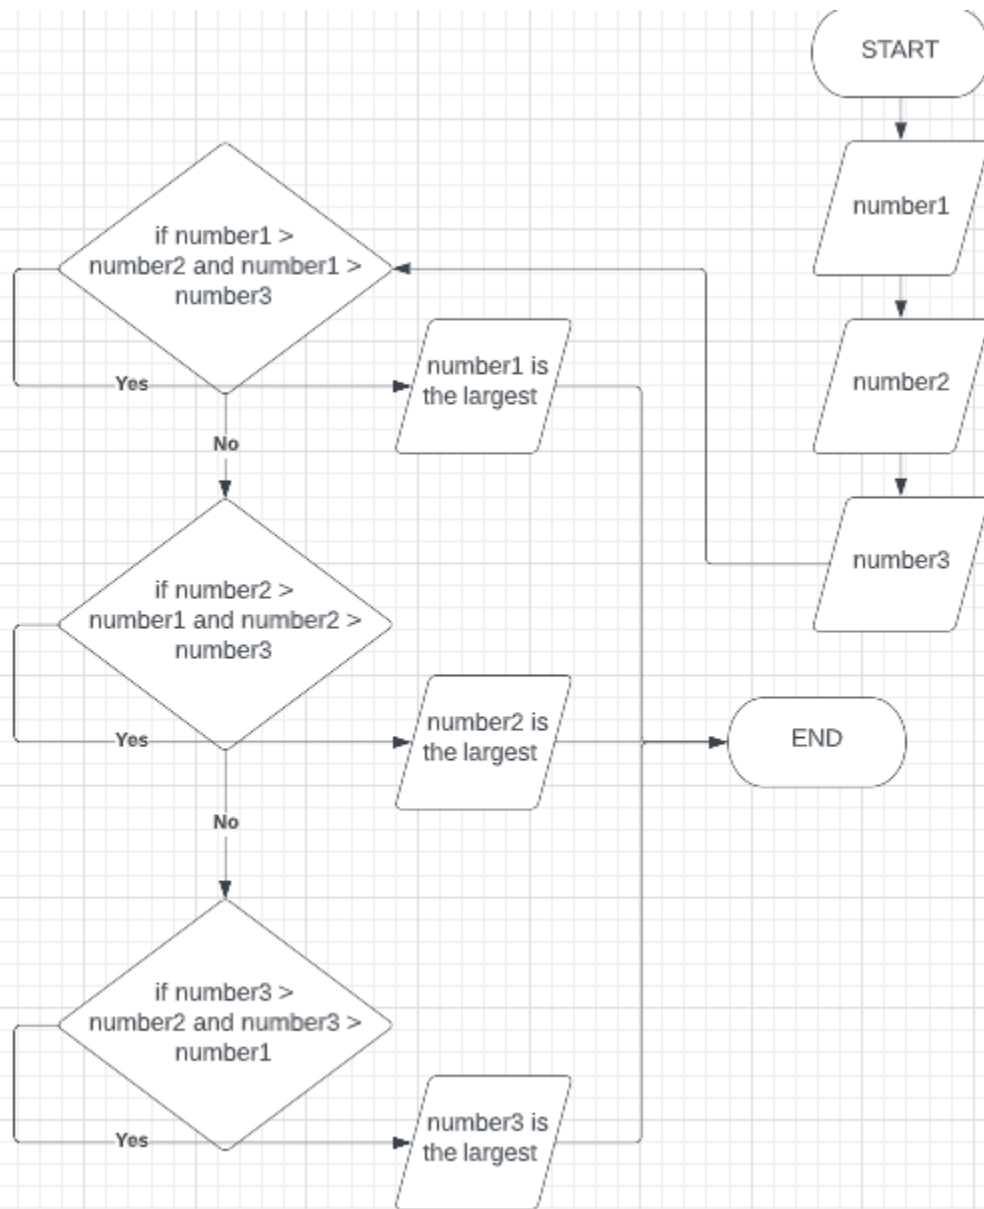 START
number1
number2
number3
if number1 >
number2 and number1 >
number3
Yes
number1 is
the largest
No
if number2 >
number1 and number2 >
number3
Yes
number2 is
the largest
END
No
if number3 >
number2 and number3 >
number1
Yes
number3 is
the largest